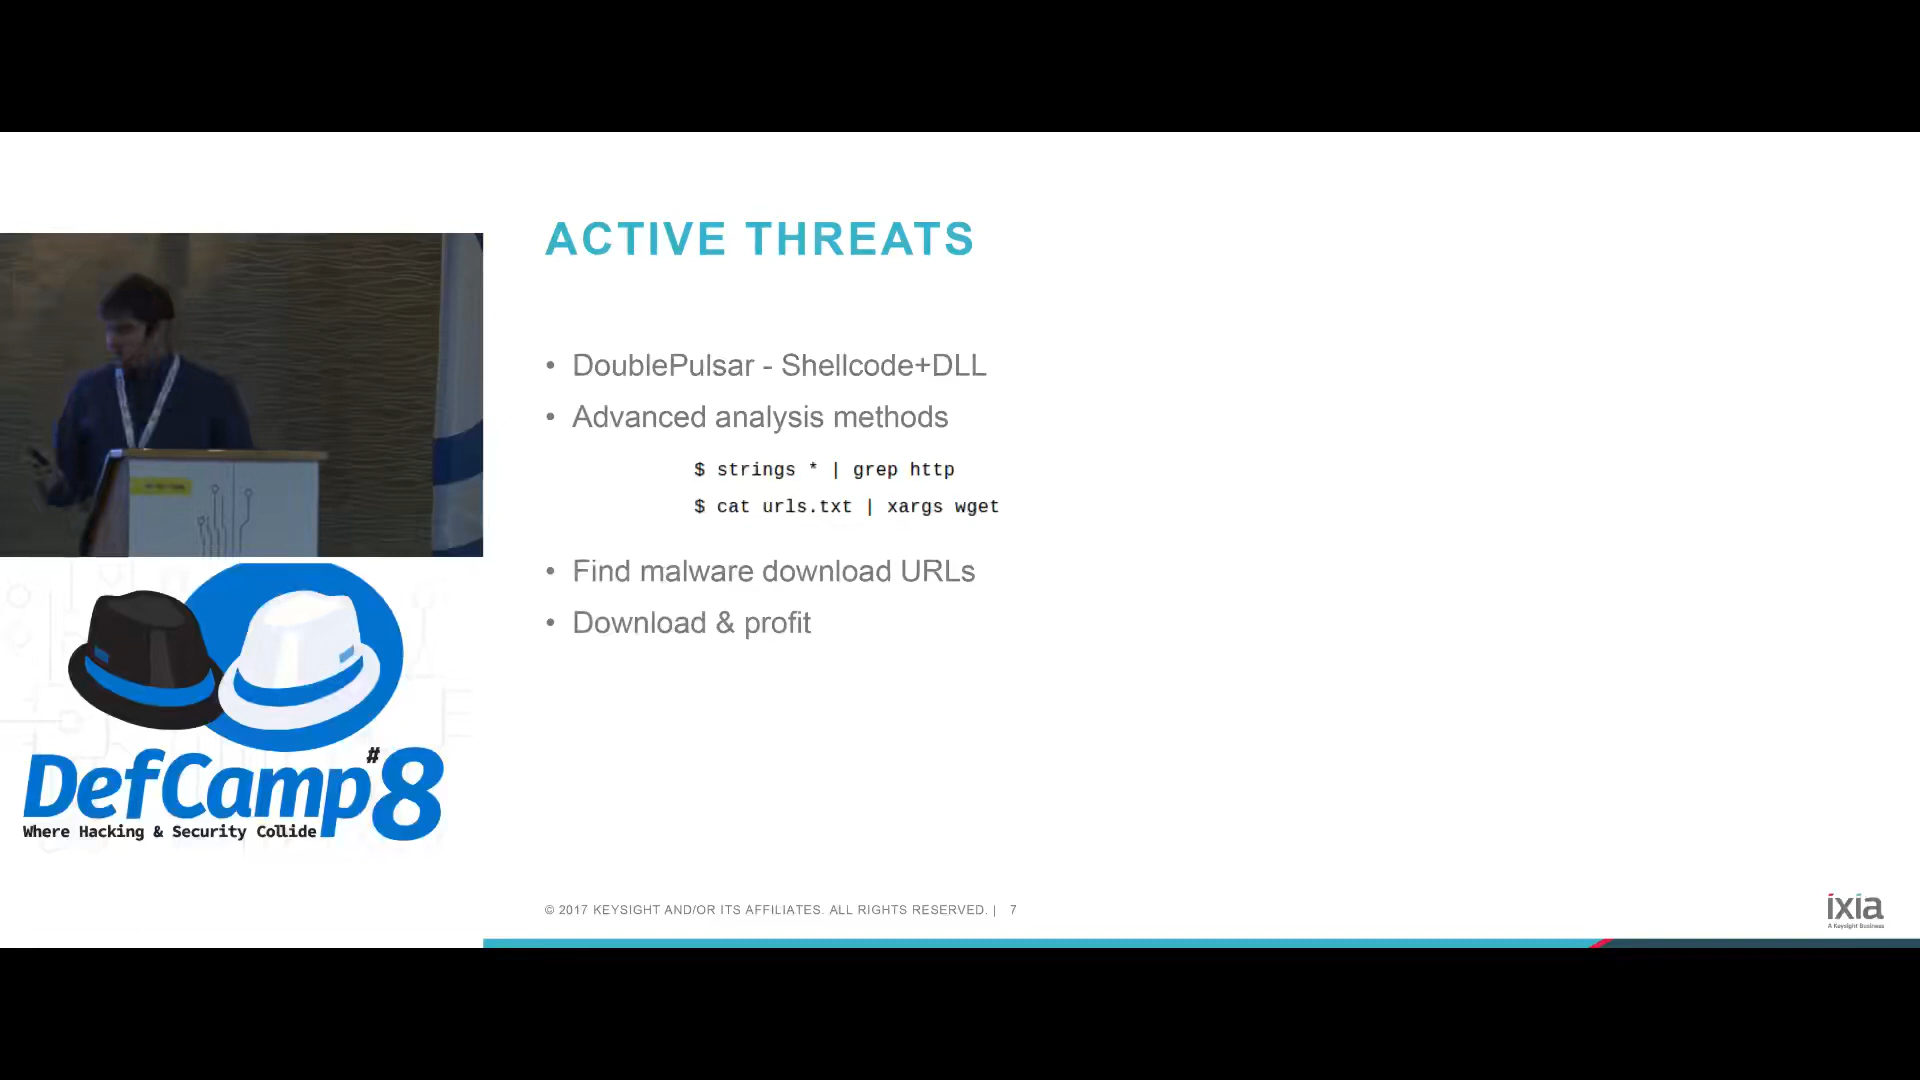 ACTIVE THREATS
• DoublePulsar - Shellcode+DLL
• Advanced analysis methods
$ strings * | grep http
$ cat urls.txt | xargs wget
• Find malware download URLs
• Download & profit
DefCamp #8
Where Hacking & Security Collide
© 2017 KEYSIGHT AND/OR ITS AFFILIATES. ALL RIGHTS RESERVED. | 7
ixia
A Keysight Business